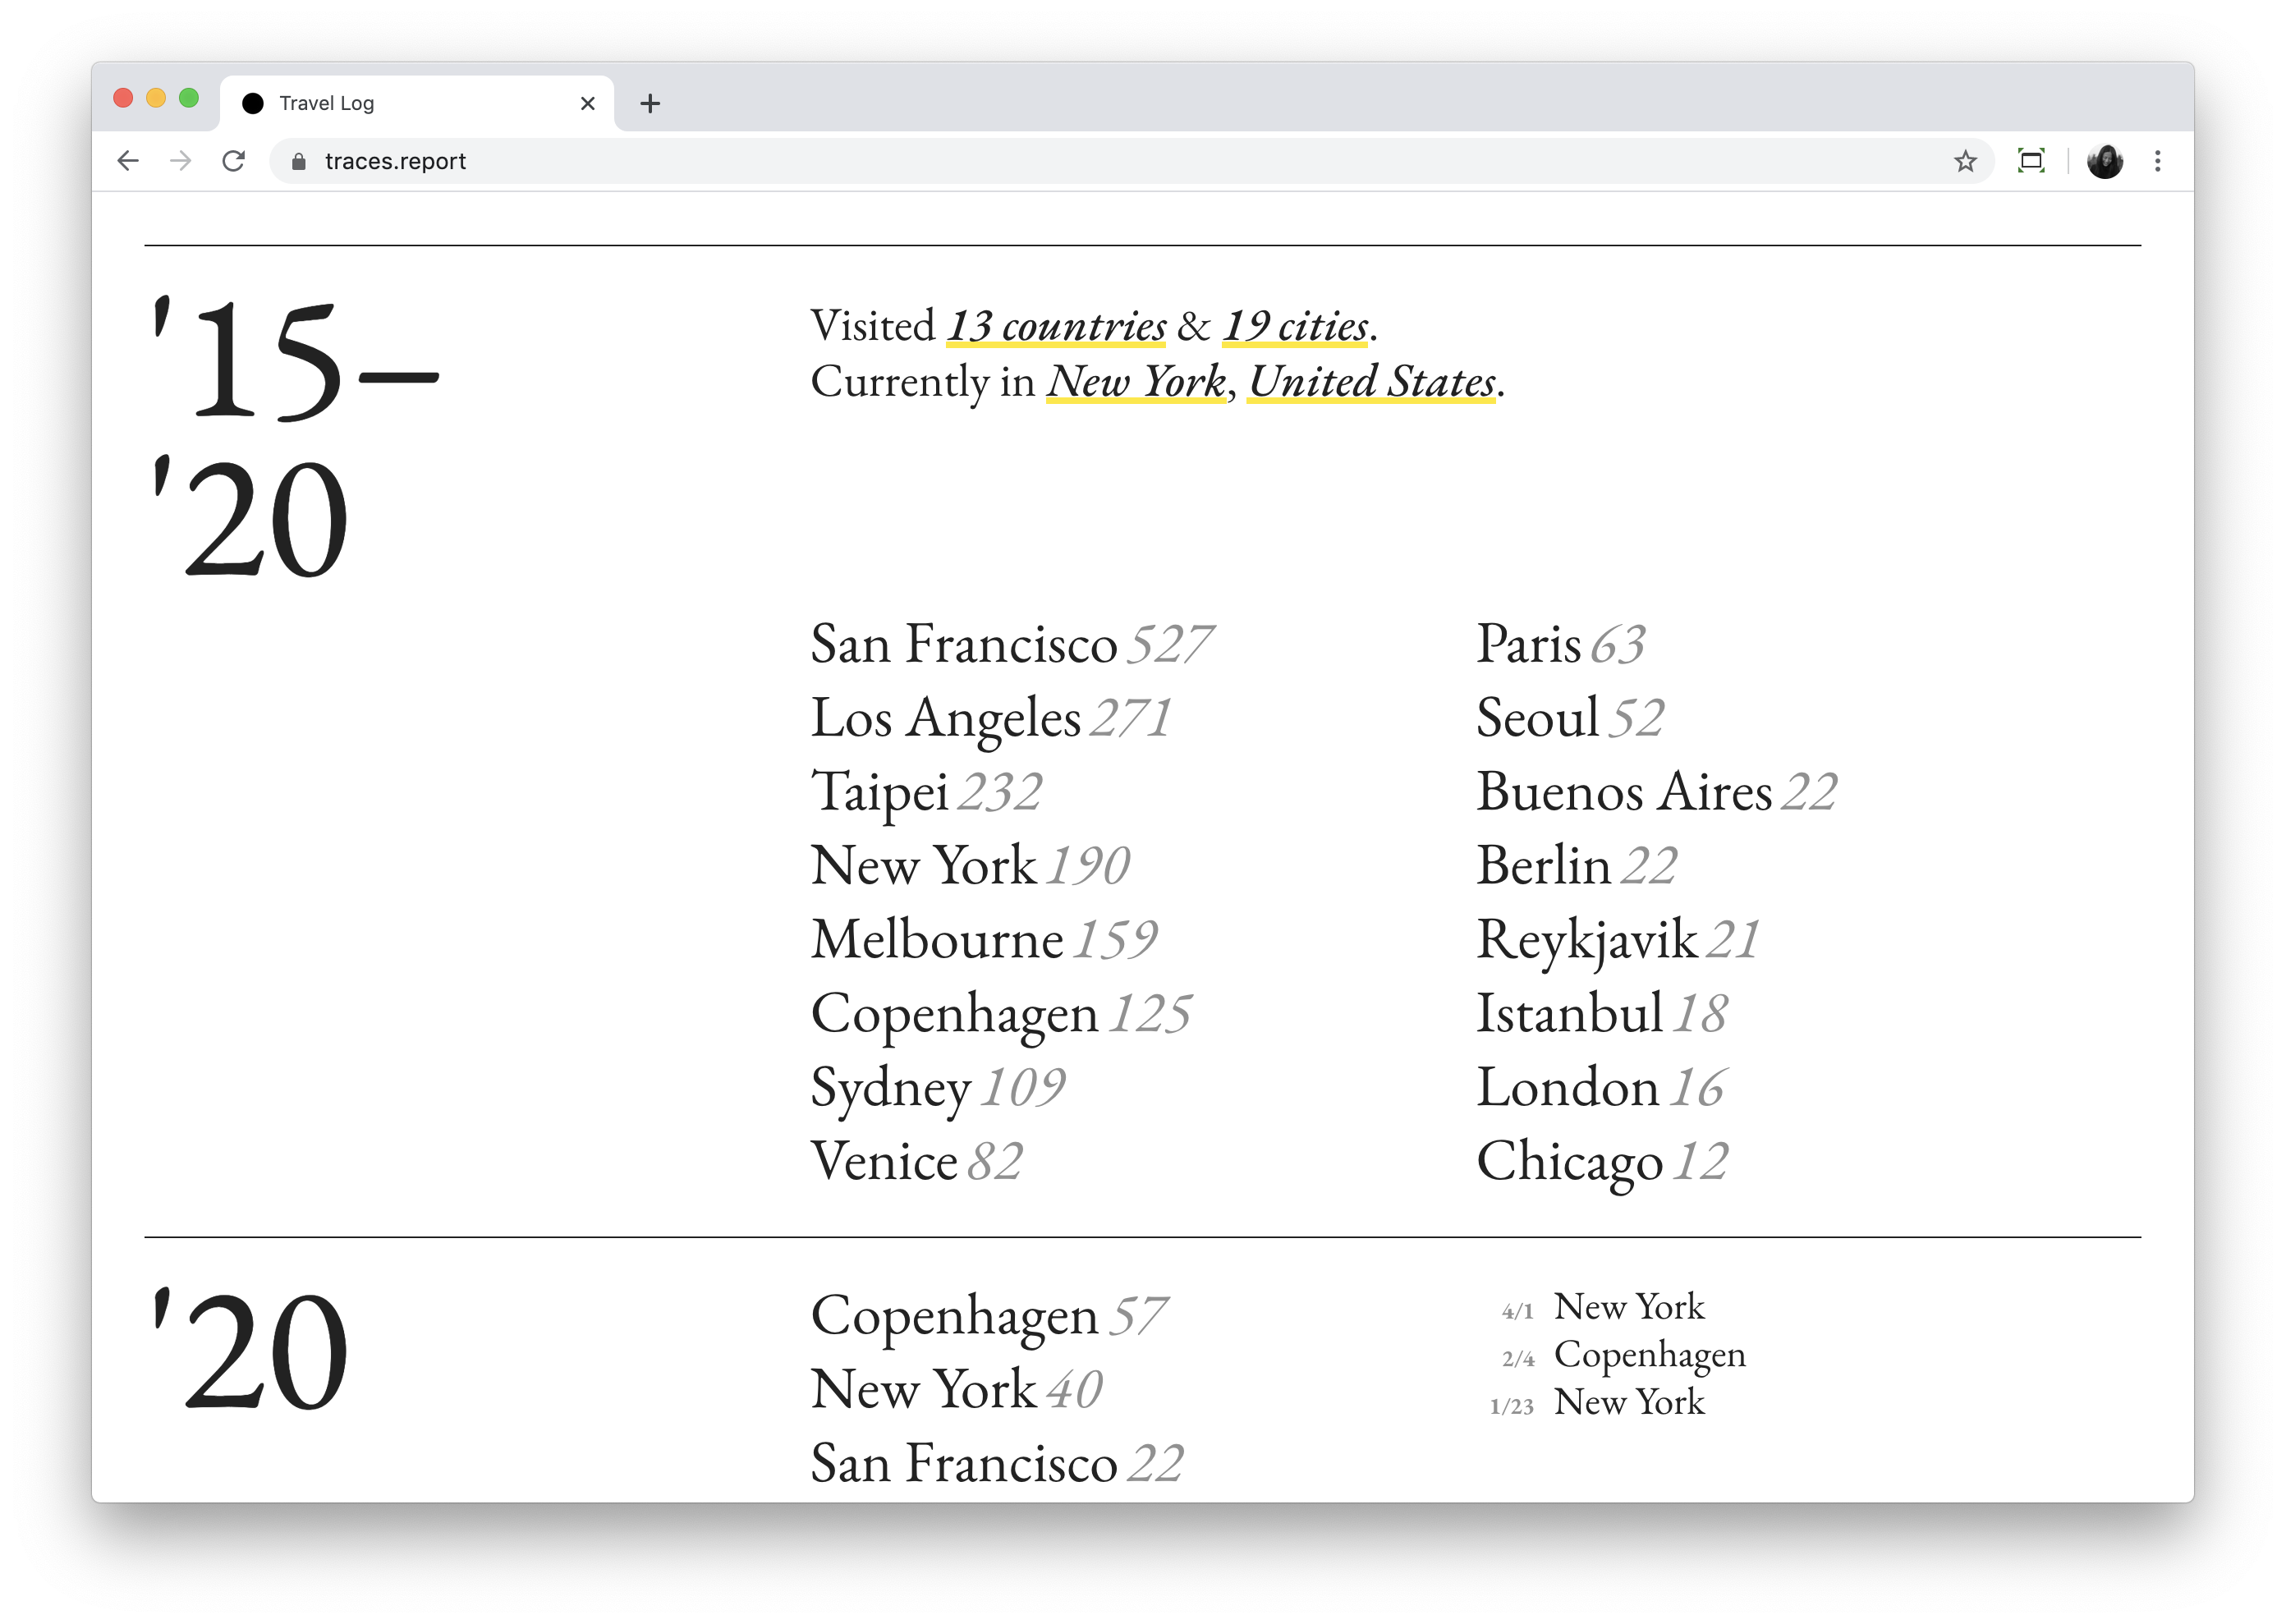 Travel Log
traces.report
'15–
'20
Visited 13 countries & 19 cities.
Currently in New York, United States.
San Francisco 527
Los Angeles 271
Taipei 232
New York 190
Melbourne 159
Copenhagen 125
Sydney 109
Venice 82
Paris 63
Seoul 52
Buenos Aires 22
Berlin 22
Reykjavik 21
Istanbul 18
London 16
Chicago 12
'20
Copenhagen 57
New York 40
San Francisco 22
4/1 New York
2/4 Copenhagen
1/23 New York